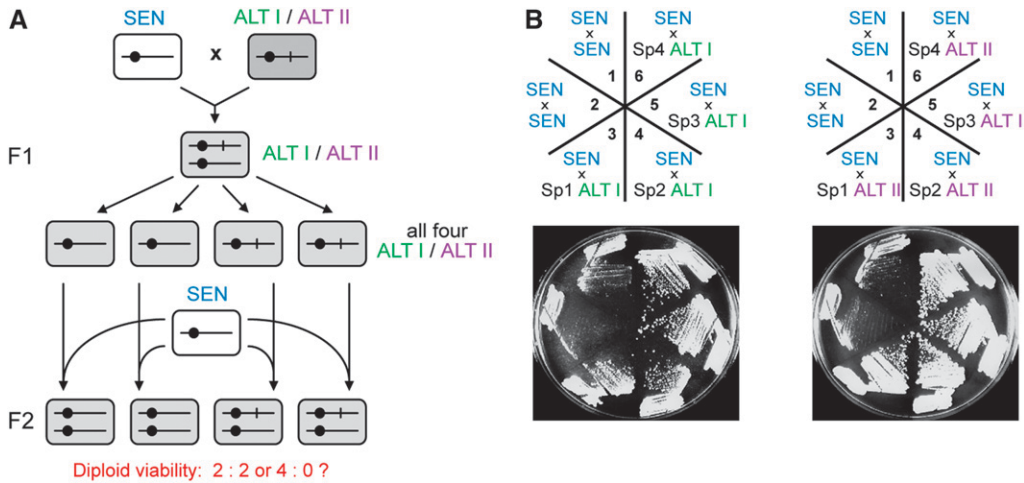 A
SEN
ALT I / ALT II
x
F1
ALT I / ALT II
all four
ALT I / ALT II
SEN
F2
Diploid viability: 2 : 2 or 4 : 0 ?
B
SEN
x
SEN
SEN
x
Sp4 ALT I
SEN
x
SEN
SEN
x
Sp3 ALT I
SEN
x
Sp1 ALT I
SEN
x
Sp2 ALT I
1
6
2
5
3
4
SEN
x
SEN
SEN
x
Sp4 ALT II
SEN
x
SEN
SEN
x
Sp3 ALT I
SEN
x
Sp1 ALT II
SEN
x
Sp2 ALT II
1
6
2
5
3
4